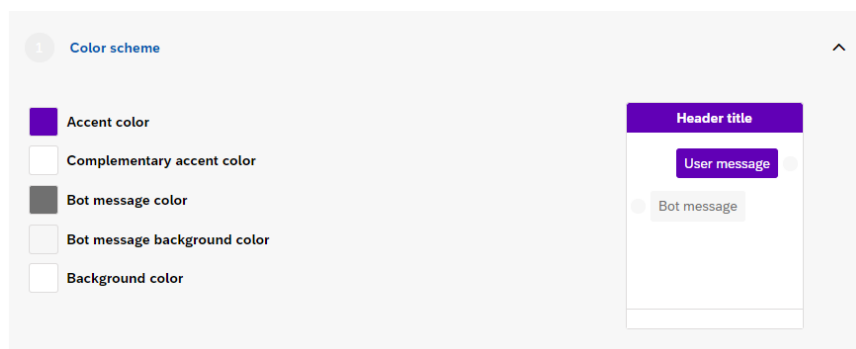 1 Color scheme
Accent color
Complementary accent color
Bot message color
Bot message background color
Background color
Header title
User message
Bot message